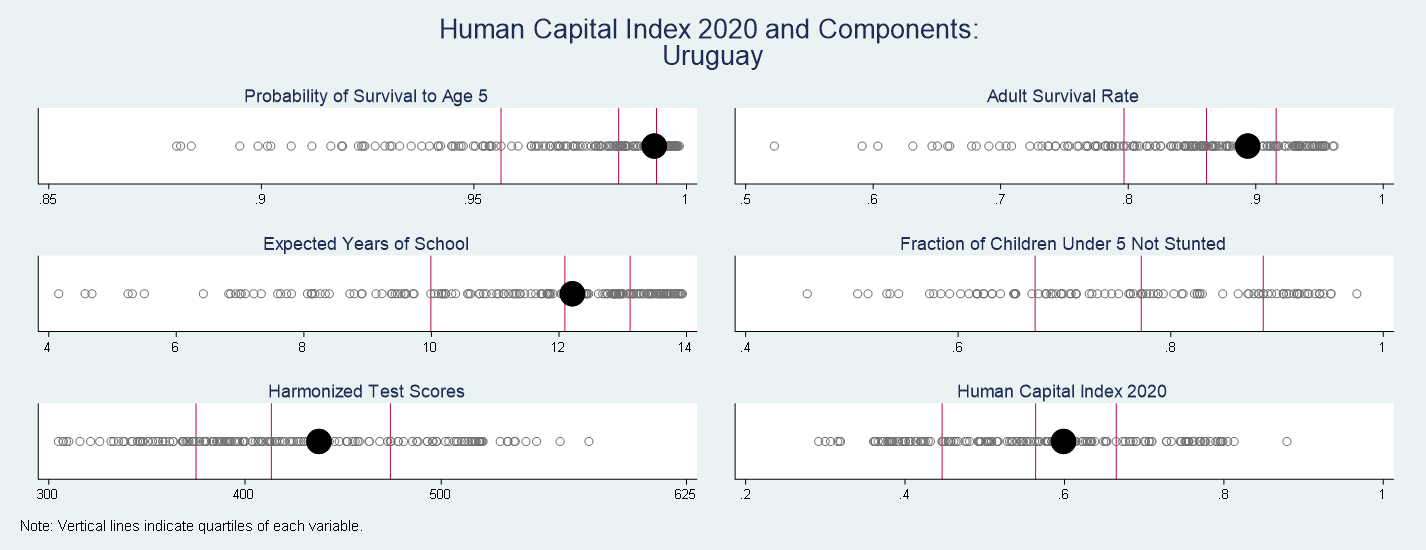 Human Capital Index 2020 and Components:
Uruguay
Probability of Survival to Age 5
.85 .9 .95 1
Adult Survival Rate
.5 .6 .7 .8 .9 1
Expected Years of School
4 6 8 10 12 14
Fraction of Children Under 5 Not Stunted
.4 .6 .8 1
Harmonized Test Scores
300 400 500 625
Human Capital Index 2020
.2 .4 .6 .8 1
Note: Vertical lines indicate quartiles of each variable.